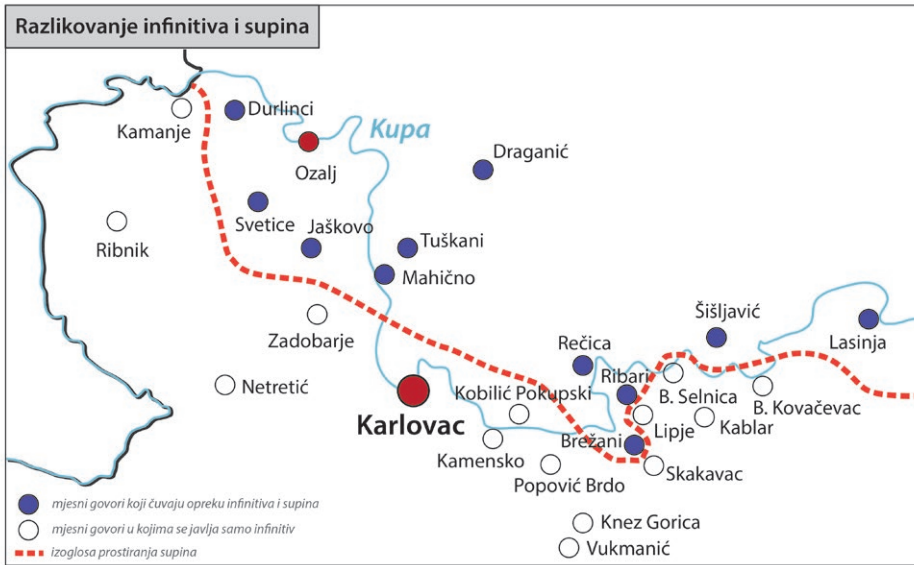 Razlikovanje infinitiva i supina
Kamanje
Durlinci
Ozalj
Kupa
Draganić
Ribnik
Svetice
Jaškovo
Tuškani
Mahično
Zadobarje
Šišljavić
Lasinja
Rečica
Ribari
Netretić
Karlovac
Kobilić Pokupski
B. Selnica
B. Kovačevac
Kablar
Lipje
Brežani
Kamensko
Popović Brdo
Skakavac
Knez Gorica
Vukmanić
mjesni govori koji čuvaju opreku infinitiva i supina
mjesni govori u kojima se javlja samo infinitiv
izoglosa prostiranja supina